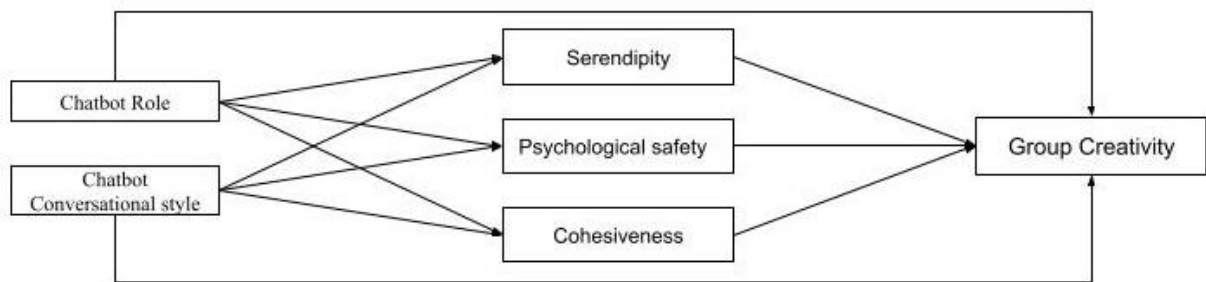 Serendipity
Chatbot Role
Psychological safety
Group Creativity
Chatbot
Conversational style
Cohesiveness